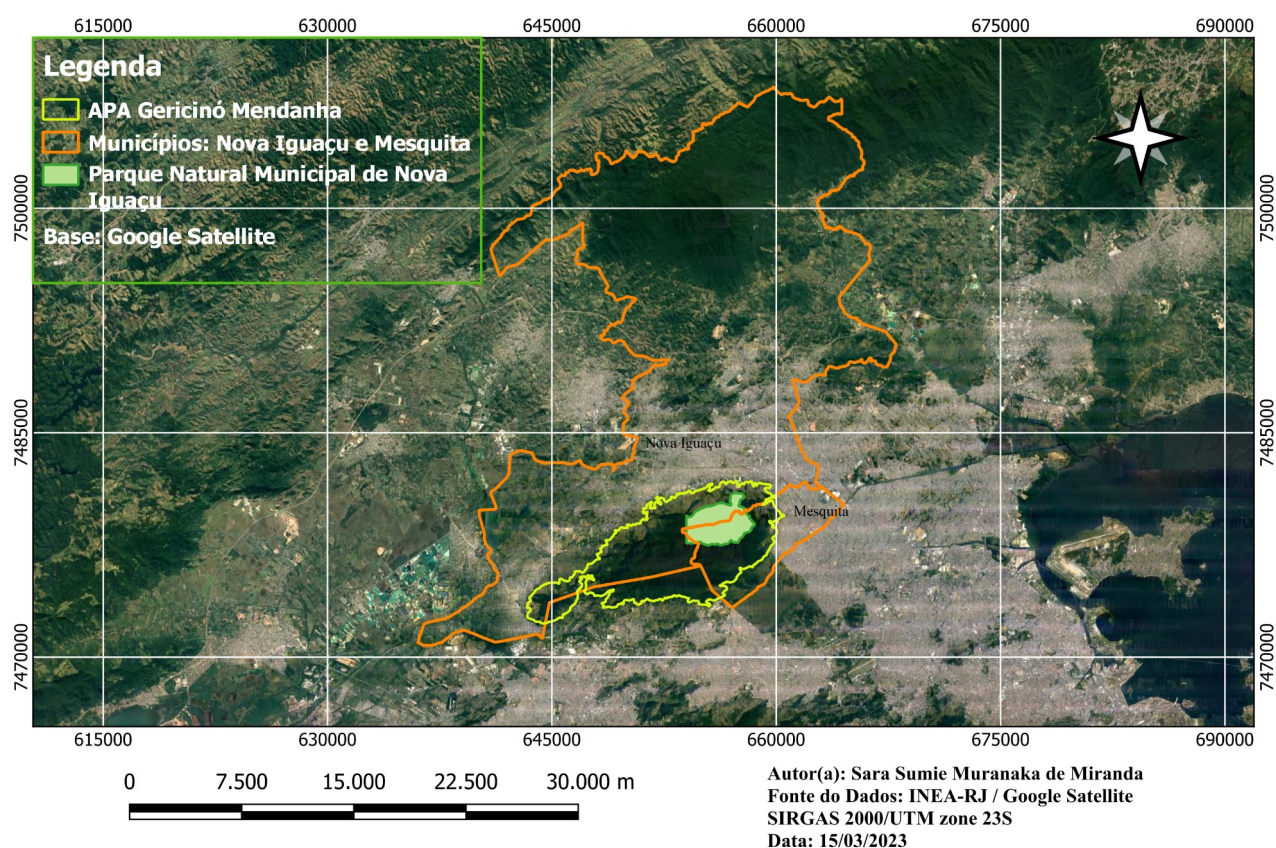 615000 630000 645000 660000 675000 690000
Legenda
APA Gericinó Mendanha
Municípios: Nova Iguaçu e Mesquita
Parque Natural Municipal de Nova
Iguaçu
Base: Google Satellite
7500000 7500000
7485000 7485000
Nova Iguaçu
Mesquita
7470000 7470000
615000 630000 645000 660000 675000 690000
0 7.500 15.000 22.500 30.000 m
Autor(a): Sara Sumie Muranaka de Miranda
Fonte do Dados: INEA-RJ / Google Satellite
SIRGAS 2000/UTM zone 23S
Data: 15/03/2023